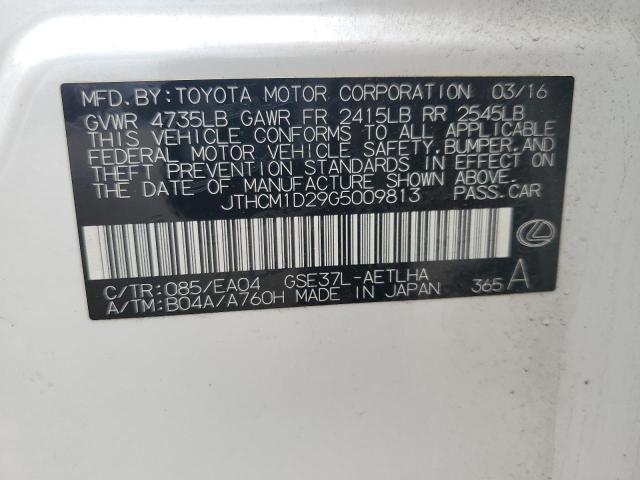 MFD. BY: TOYOTA MOTOR CORPORATION 03/16
GVWR 4735LB GAWR FR 2415LB RR 2545LB
THIS VEHICLE CONFORMS TO ALL APPLICABLE
FEDERAL MOTOR VEHICLE SAFETY, BUMPER, AND
THEFT PREVENTION STANDARDS IN EFFECT ON
THE DATE OF MANUFACTURE SHOWN ABOVE.
JTHCM1D29G5009813 PASS.CAR
C/TR: 085/EA04 GSE37L-AETLHA
A/TM: B04A/A760H MADE IN JAPAN 365 A